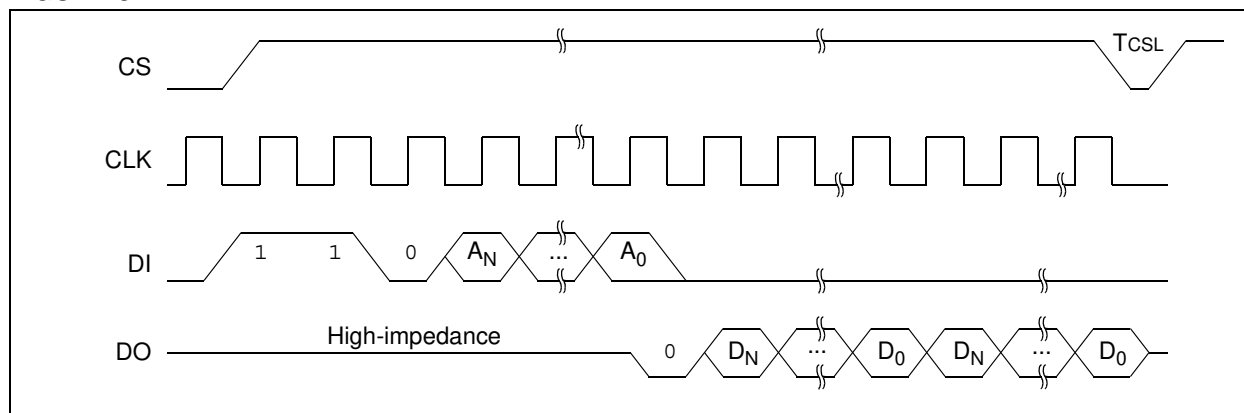 CS
TCSL
CLK
DI 1 1 0 AN ... A0
High-impedance
DO 0 DN ... D0 DN ... D0